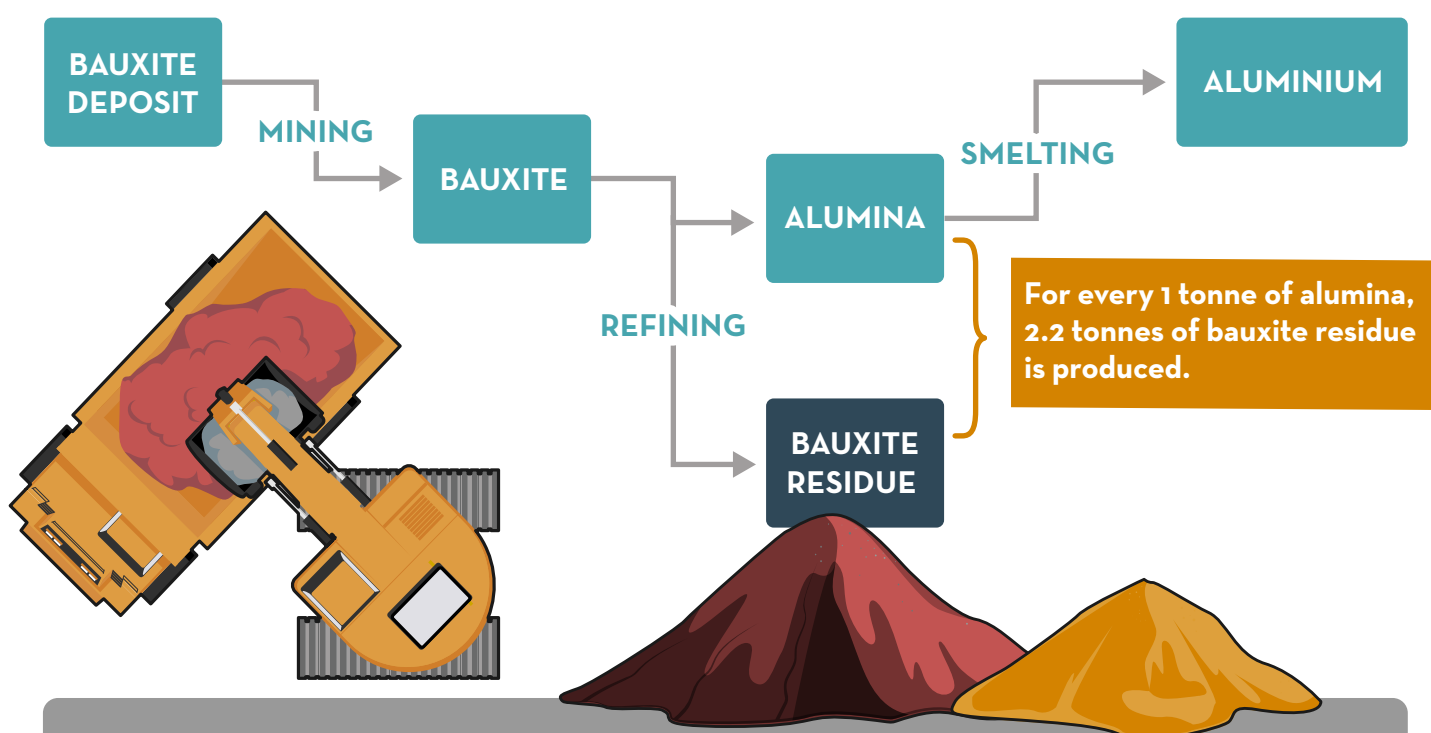 BAUXITE
DEPOSIT
MINING
BAUXITE
REFINING
ALUMINA
SMELTING
ALUMINIUM
For every 1 tonne of alumina,
2.2 tonnes of bauxite residue
is produced.
BAUXITE
RESIDUE